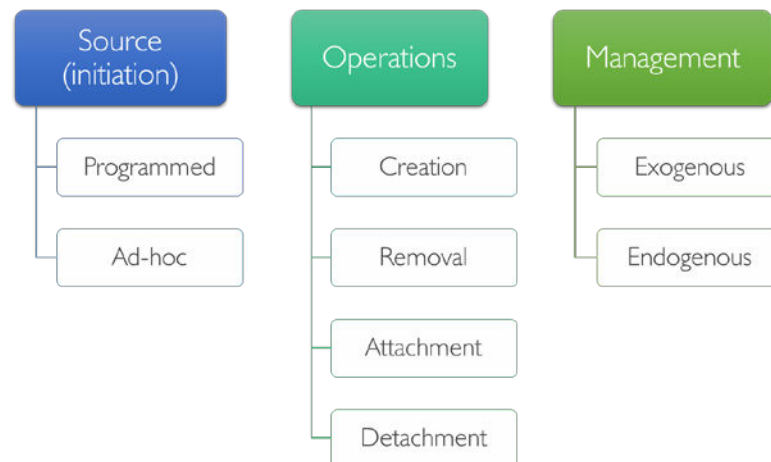 Source
(initiation)
Programmed
Ad-hoc
Operations
Creation
Removal
Attachment
Detachment
Management
Exogenous
Endogenous